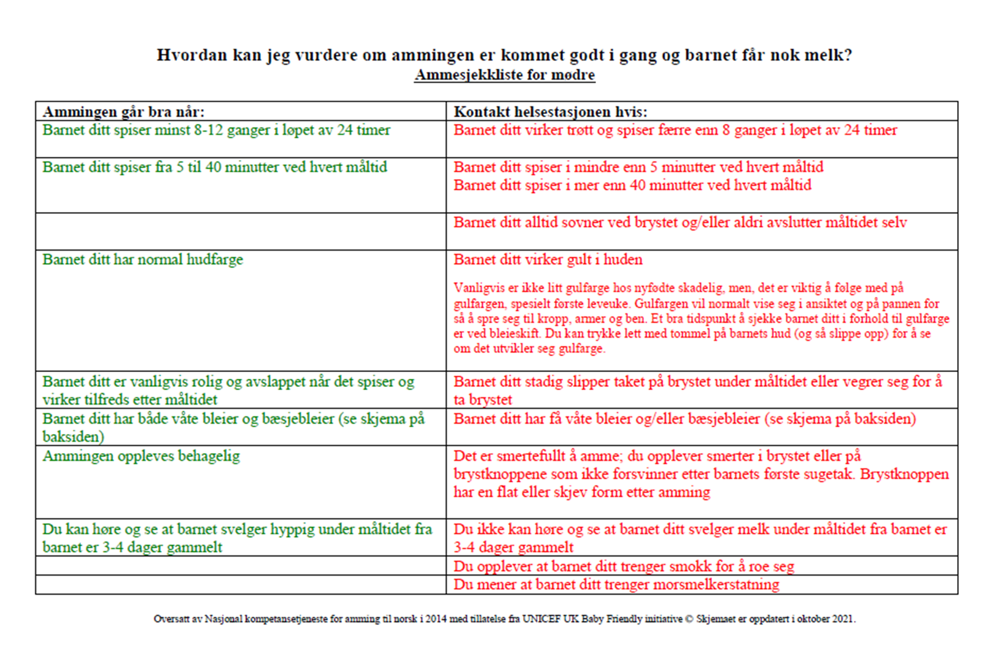 Hvordan kan jeg vurdere om ammingen er kommet godt i gang og barnet får nok melk?
Ammesjekkliste for mødre
Ammingen går bra når:
Kontakt helsestasjonen hvis:
Barnet ditt spiser minst 8-12 ganger i løpet av 24 timer
Barnet ditt virker trøtt og spiser færre enn 8 ganger i løpet av 24 timer
Barnet ditt spiser fra 5 til 40 minutter ved hvert måltid
Barnet ditt spiser i mindre enn 5 minutter ved hvert måltid
Barnet ditt spiser i mer enn 40 minutter ved hvert måltid
Barnet ditt alltid sovner ved brystet og/eller aldri avslutter måltidet selv
Barnet ditt har normal hudfarge
Barnet ditt virker gult i huden
Vanligvis er ikke litt gulfarge hos nyfødte skadelig, men, det er viktig å følge med på
gulfargen, spesielt første leveuke. Gulfargen vil normalt vise seg i ansiktet og på pannen for
så å spre seg til kropp, armer og ben. Et bra tidspunkt å sjekke barnet ditt i forhold til gulfarge
er ved bleieskift. Du kan trykke lett med tommel på barnets hud (og så slippe opp) for å se
om det utvikler seg gulfarge.
Barnet ditt er vanligvis rolig og avslappet når det spiser og
virker tilfreds etter måltidet
Barnet ditt stadig slipper taket på brystet under måltidet eller vegrer seg for å
ta brystet
Barnet ditt har både våte bleier og bæsjebleier (se skjema på
baksiden)
Barnet ditt har få våte bleier og/eller bæsjebleier (se skjema på baksiden)
Ammingen oppleves behagelig
Det er smertefullt å amme; du opplever smerter i brystet eller på
brystknoppene som ikke forsvinner etter barnets første sugetak. Brystknoppen
har en flat eller skjev form etter amming
Du kan høre og se at barnet svelger hyppig under måltidet fra
barnet er 3-4 dager gammelt
Du ikke kan høre og se at barnet ditt svelger melk under måltidet fra barnet er
3-4 dager gammelt
Du opplever at barnet ditt trenger smokk for å roe seg
Du mener at barnet ditt trenger morsmelkerstatning
Oversatt av Nasjonal kompetansetjeneste for amming til norsk i 2014 med tillatelse fra UNICEF UK Baby Friendly initiative © Skjemaet er oppdatert i oktober 2021.